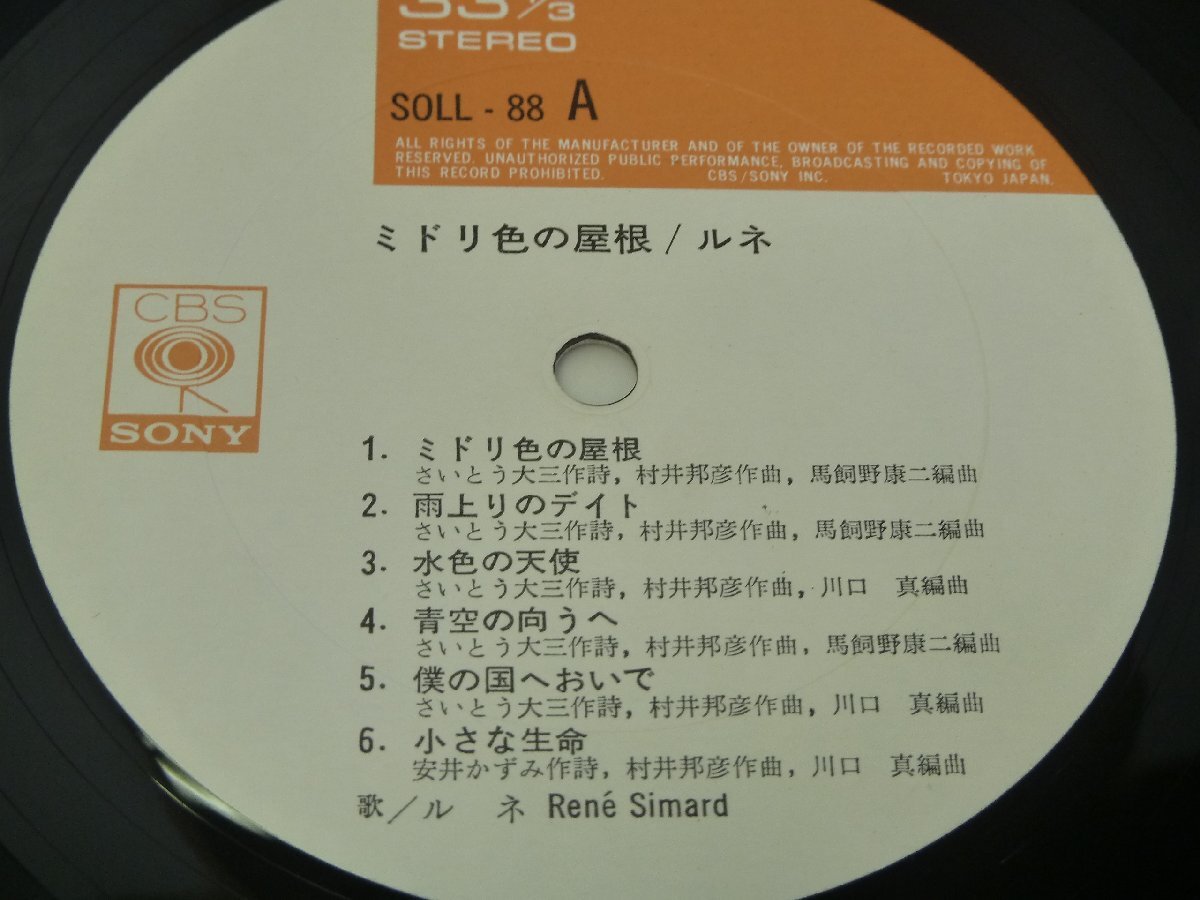 33 1/3
STEREO
SOLL - 88 A
ALL RIGHTS OF THE MANUFACTURER AND OF THE OWNER OF THE RECORDED WORK
RESERVED. UNAUTHORIZED PUBLIC PERFORMANCE, BROADCASTING AND COPYING OF
THIS RECORD PROHIBITED. CBS/SONY INC. TOKYO JAPAN.
ミドリ色の屋根/ルネ
CBS
SONY
1. ミドリ色の屋根
さいとう大三作詩, 村井邦彦作曲, 馬飼野康二編曲
2. 雨上りのデイト
さいとう大三作詩, 村井邦彦作曲, 馬飼野康二編曲
3. 水色の天使
さいとう大三作詩, 村井邦彦作曲, 川口 真編曲
4. 青空の向うへ
さいとう大三作詩, 村井邦彦作曲, 馬飼野康二編曲
5. 僕の国へおいで
さいとう大三作詩, 村井邦彦作曲, 川口 真編曲
6. 小さな生命
安井かずみ作詩, 村井邦彦作曲, 川口 真編曲
歌/ル ネ René Simard